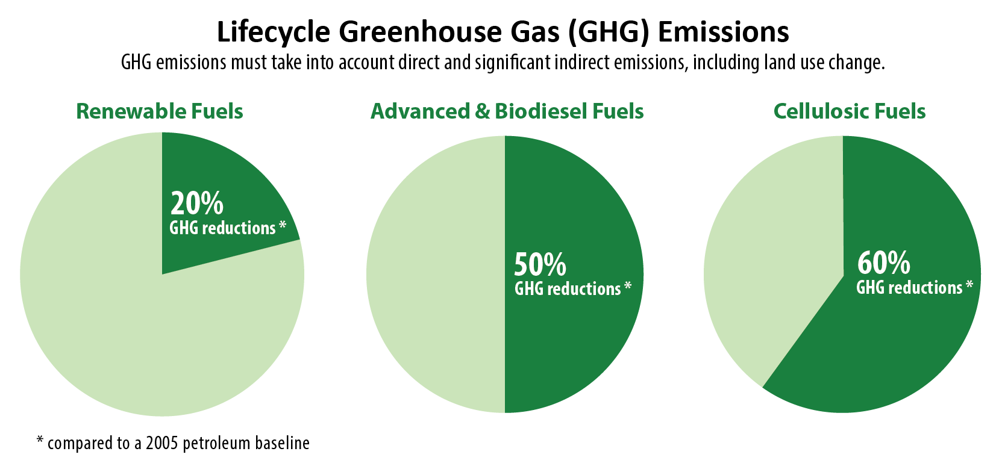 Lifecycle Greenhouse Gas (GHG) Emissions
GHG emissions must take into account direct and significant indirect emissions, including land use change.
Renewable Fuels
20%
GHG reductions *
Advanced & Biodiesel Fuels
50%
GHG reductions *
Cellulosic Fuels
60%
GHG reductions *
* compared to a 2005 petroleum baseline